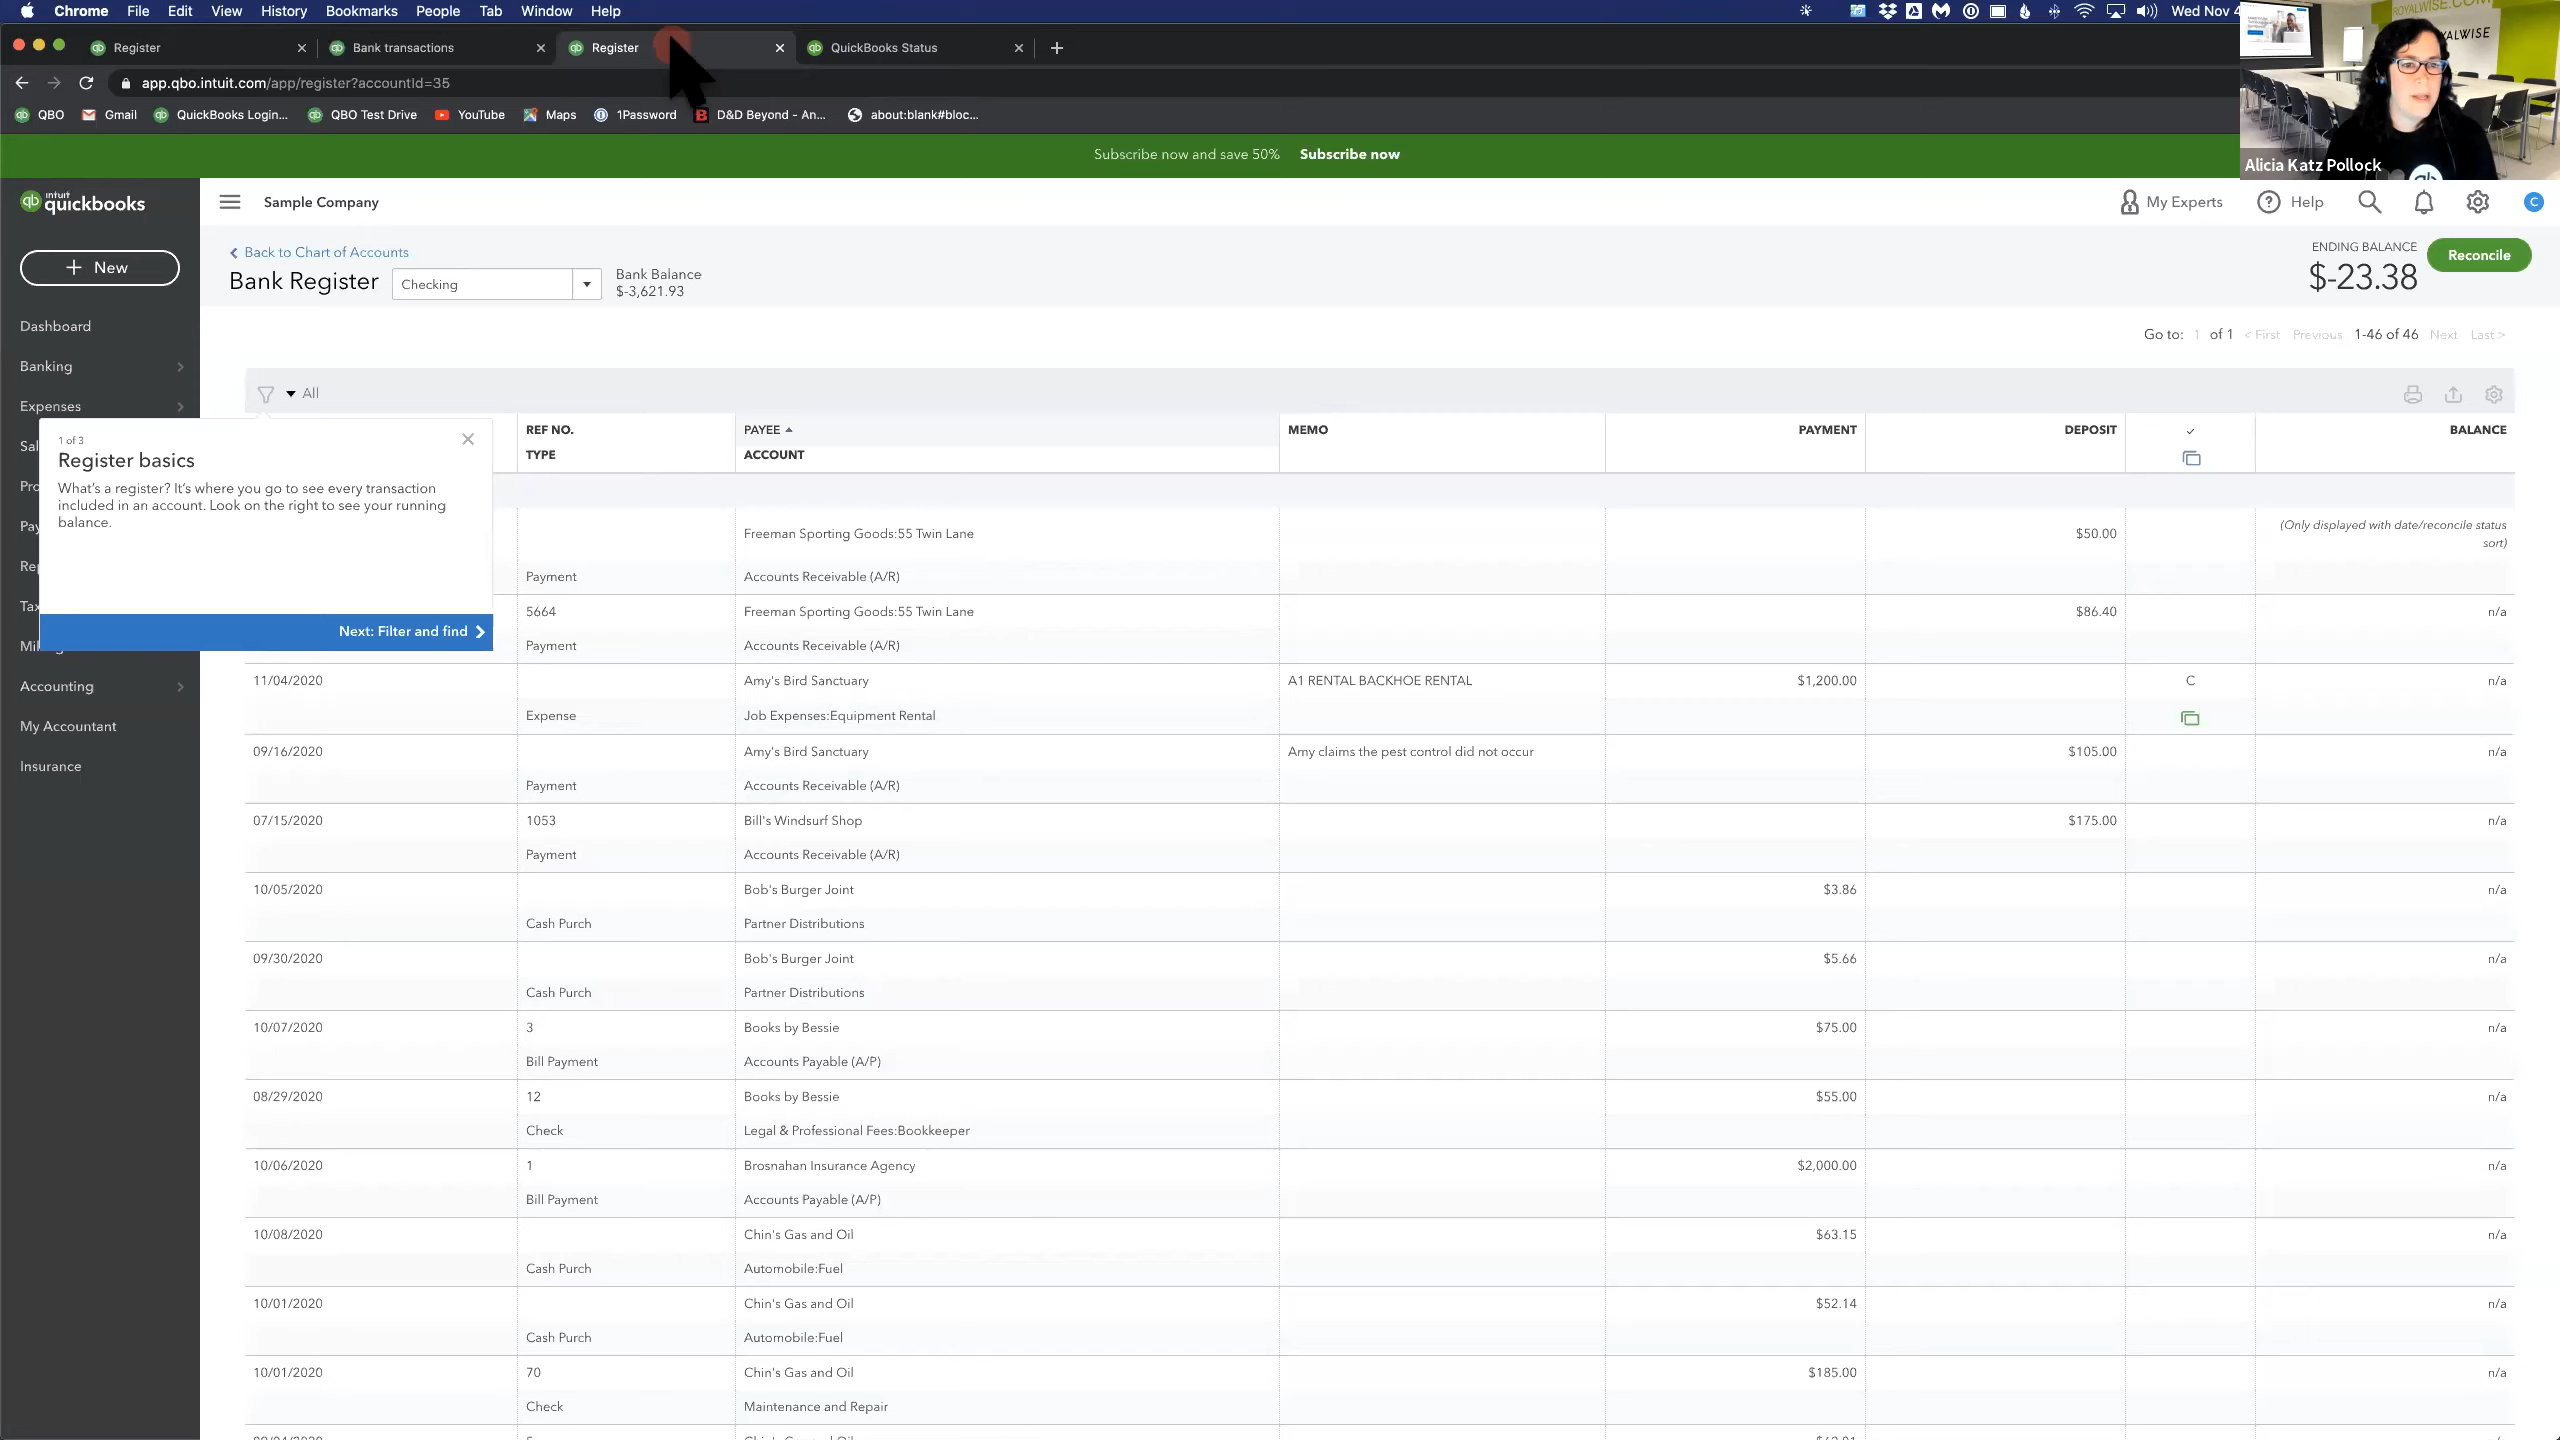 Chrome File Edit View History Bookmarks People Tab Window Help
Wed Nov 4
Register
Bank transactions
Register
QuickBooks Status
app.qbo.intuit.com/app/register?accountId=35
QBO
Gmail
QuickBooks Login...
QBO Test Drive
YouTube
Maps
1Password
D&D Beyond - An...
about:blank#bloc...
ROYALWISE.COM
YALWISE
Alicia Katz Pollock
Subscribe now and save 50% Subscribe now
intuit
quickbooks
Sample Company
My Experts
Help
C
New
Back to Chart of Accounts
Bank Register
Checking
Bank Balance
$-3,621.93
ENDING BALANCE
$-23.38
Reconcile
Dashboard
Banking
Expenses
Sal
Pro
Pay
Rep
Tax
Mil
Accounting
My Accountant
Insurance
Go to: 1 of 1 < First Previous 1-46 of 46 Next Last >
All
1 of 3
Register basics
What's a register? It's where you go to see every transaction
included in an account. Look on the right to see your running
balance.
Next: Filter and find
REF NO. PAYEE MEMO PAYMENT DEPOSIT ✓ BALANCE
TYPE ACCOUNT
Freeman Sporting Goods:55 Twin Lane $50.00 (Only displayed with date/reconcile status
sort)
Payment Accounts Receivable (A/R)
5664 Freeman Sporting Goods:55 Twin Lane $86.40 n/a
Payment Accounts Receivable (A/R)
11/04/2020 Amy's Bird Sanctuary A1 RENTAL BACKHOE RENTAL $1,200.00 C n/a
Expense Job Expenses:Equipment Rental
09/16/2020 Amy's Bird Sanctuary Amy claims the pest control did not occur $105.00 n/a
Payment Accounts Receivable (A/R)
07/15/2020 1053 Bill's Windsurf Shop $175.00 n/a
Payment Accounts Receivable (A/R)
10/05/2020 Bob's Burger Joint $3.86 n/a
Cash Purch Partner Distributions
09/30/2020 Bob's Burger Joint $5.66 n/a
Cash Purch Partner Distributions
10/07/2020 3 Books by Bessie $75.00 n/a
Bill Payment Accounts Payable (A/P)
08/29/2020 12 Books by Bessie $55.00 n/a
Check Legal & Professional Fees:Bookkeeper
10/06/2020 1 Brosnahan Insurance Agency $2,000.00 n/a
Bill Payment Accounts Payable (A/P)
10/08/2020 Chin's Gas and Oil $63.15 n/a
Cash Purch Automobile:Fuel
10/01/2020 Chin's Gas and Oil $52.14 n/a
Cash Purch Automobile:Fuel
10/01/2020 70 Chin's Gas and Oil $185.00 n/a
Check Maintenance and Repair